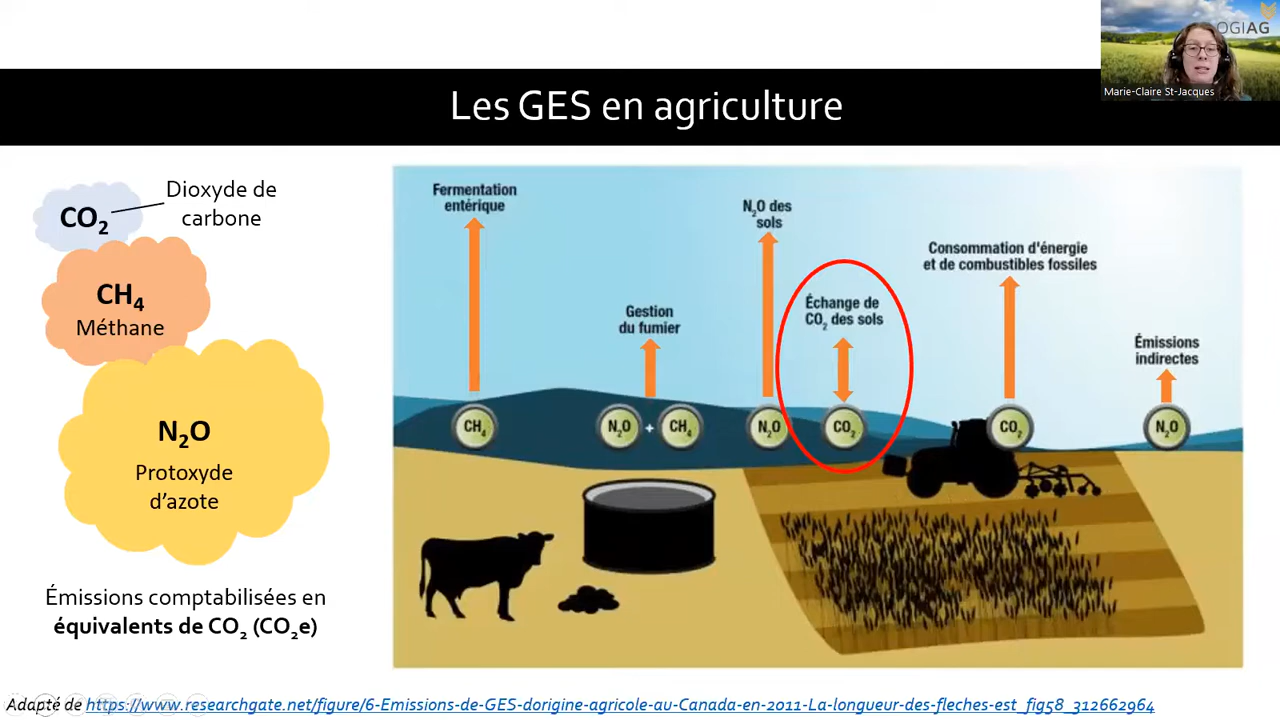 OGIAG
Marie-Claire St-Jacques
Les GES en agriculture
CO₂
Dioxyde de
carbone
CH₄
Méthane
N₂O
Protoxyde
d'azote
Émissions comptabilisées en
équivalents de CO₂ (CO₂e)
Fermentation
entérique
Gestion
du fumier
N₂O des
sols
Échange de
CO₂ des sols
Consommation d'énergie
et de combustibles fossiles
Émissions
indirectes
CH₄
N₂O + CH₄
N₂O
CO₂
CO₂
N₂O
Adapté de https://www.researchgate.net/figure/6-Emissions-de-GES-dorigine-agricole-au-Canada-en-2011-La-longueur-des-fleches-est_fig58_312662964